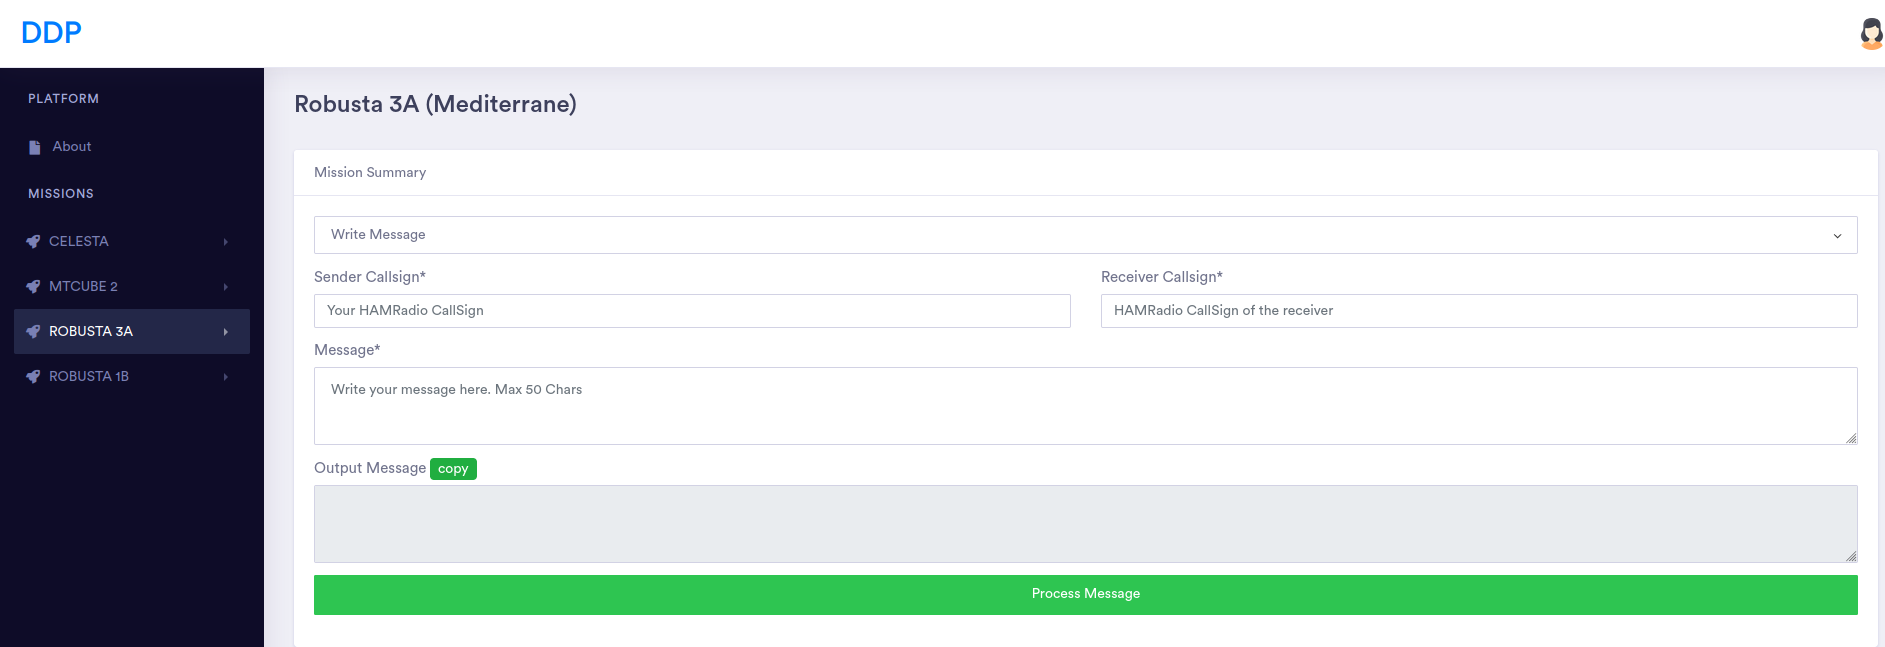 DDP
PLATFORM
About
MISSIONS
CELESTA
MTCUBE 2
ROBUSTA 3A
ROBUSTA 1B
Robusta 3A (Mediterrane)
Mission Summary
Write Message
Sender Callsign* Receiver Callsign*
Your HAMRadio CallSign HAMRadio CallSign of the receiver
Message*
Write your message here. Max 50 Chars
Output Message copy
Process Message